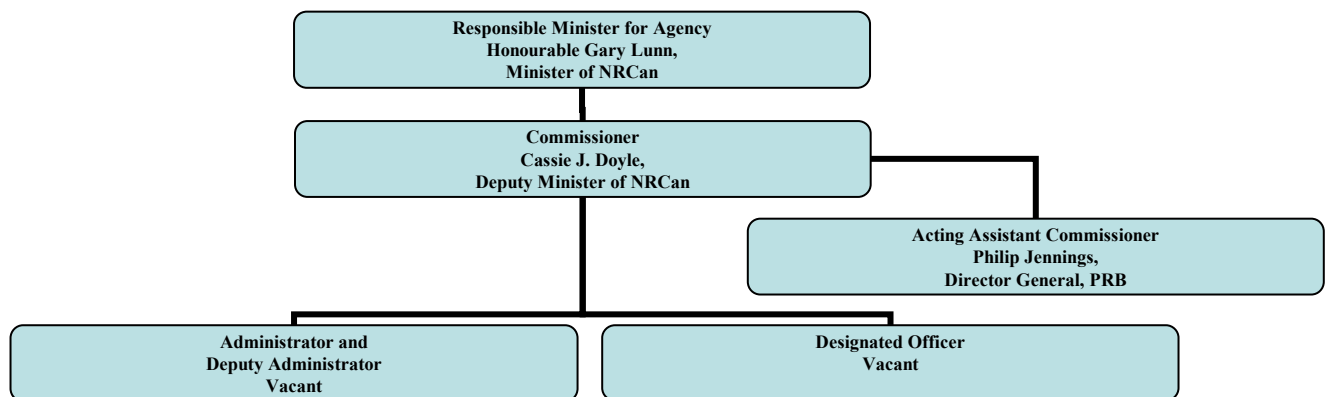 Responsible Minister for Agency
Honourable Gary Lunn,
Minister of NRCan
Commissioner
Cassie J. Doyle,
Deputy Minister of NRCan
Acting Assistant Commissioner
Philip Jennings,
Director General, PRB
Administrator and
Deputy Administrator
Vacant
Designated Officer
Vacant